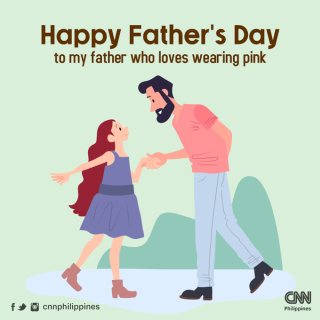 Happy Father's Day
to my father who loves wearing pink
cnnphilippines
CNN
Philippines